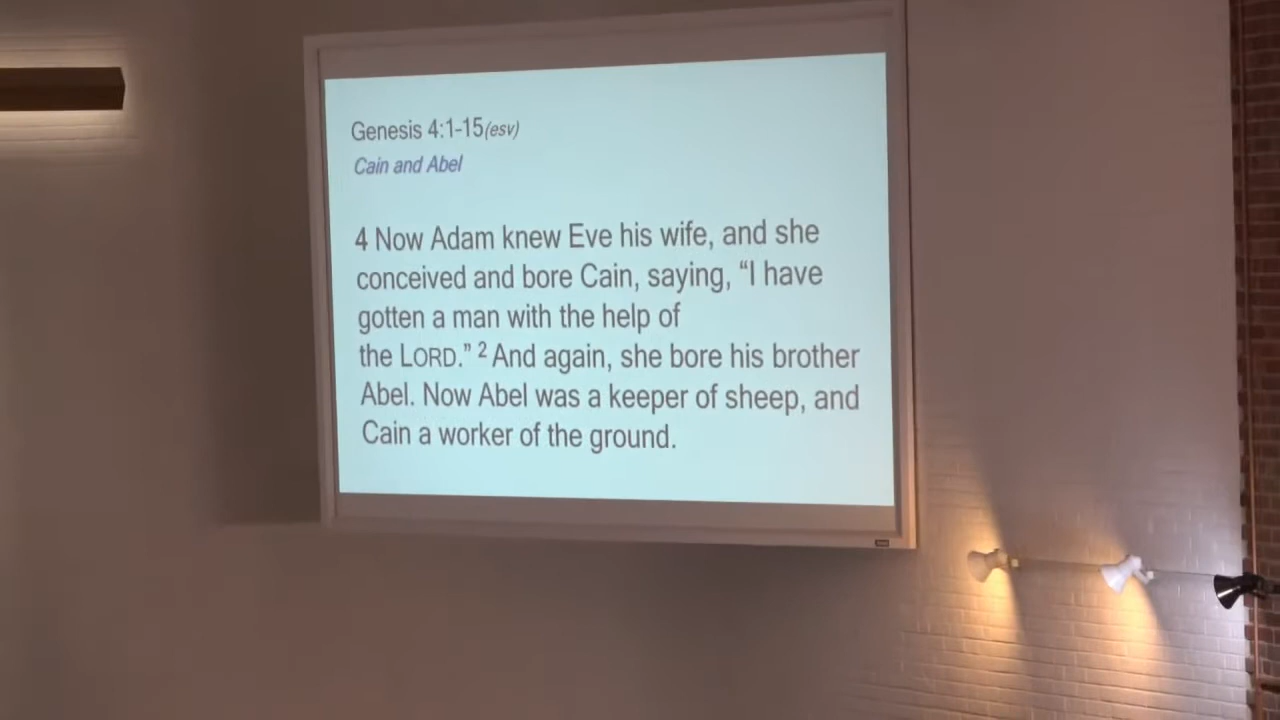 Genesis 4:1-15(esv)
Cain and Abel
4 Now Adam knew Eve his wife, and she
conceived and bore Cain, saying, “I have
gotten a man with the help of
the LORD.” 2 And again, she bore his brother
Abel. Now Abel was a keeper of sheep, and
Cain a worker of the ground.